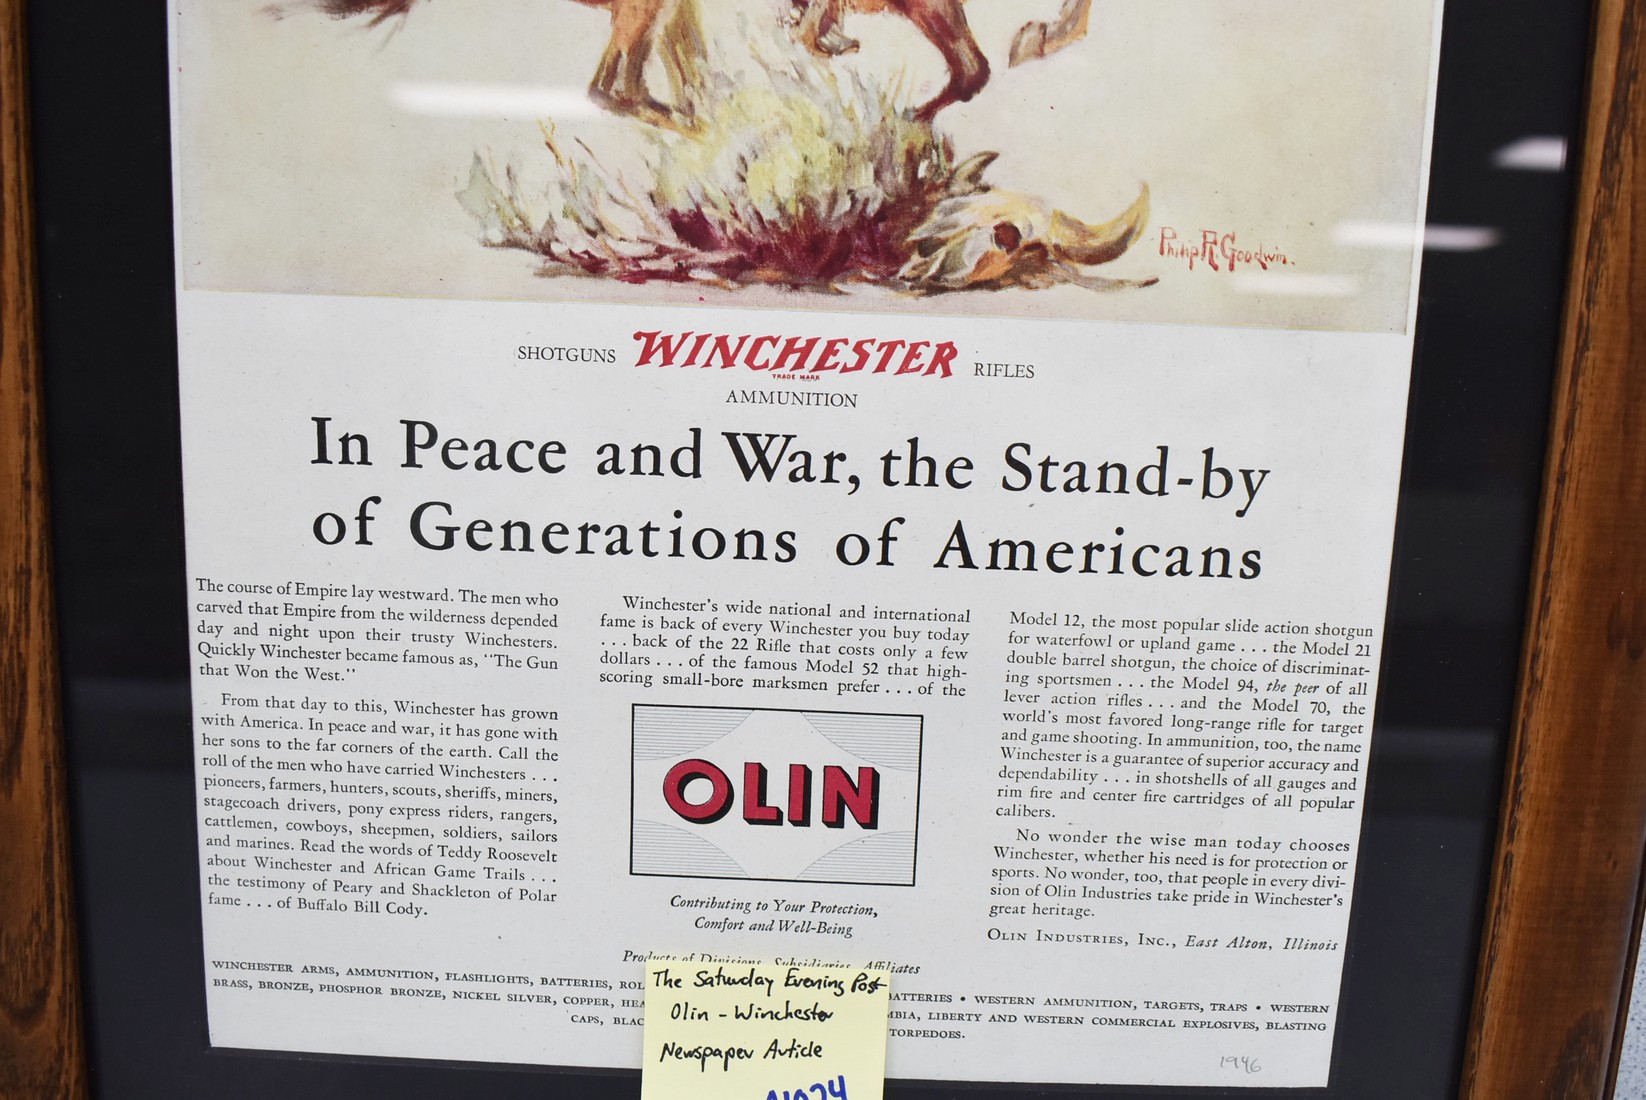 Philip R. Goodwin.
SHOTGUNS WINCHESTER RIFLES
TRADE MARK
AMMUNITION
In Peace and War, the Stand-by
of Generations of Americans
The course of Empire lay westward. The men who
carved that Empire from the wilderness depended
day and night upon their trusty Winchesters.
Quickly Winchester became famous as, "The Gun
that Won the West."
From that day to this, Winchester has grown
with America. In peace and war, it has gone with
her sons to the far corners of the earth. Call the
roll of the men who have carried Winchesters . . .
pioneers, farmers, hunters, scouts, sheriffs, miners,
stagecoach drivers, pony express riders, rangers,
cattlemen, cowboys, sheepmen, soldiers, sailors
and marines. Read the words of Teddy Roosevelt
about Winchester and African Game Trails . . .
the testimony of Peary and Shackleton of Polar
fame . . . of Buffalo Bill Cody.
Winchester's wide national and international
fame is back of every Winchester you buy today
. . . back of the 22 Rifle that costs only a few
dollars . . . of the famous Model 52 that high-
scoring small-bore marksmen prefer . . . of the
OLIN
Contributing to Your Protection,
Comfort and Well-Being
Model 12, the most popular slide action shotgun
for waterfowl or upland game . . . the Model 21
double barrel shotgun, the choice of discriminat-
ing sportsmen . . . the Model 94, the peer of all
lever action rifles . . . and the Model 70, the
world's most favored long-range rifle for target
and game shooting. In ammunition, too, the name
Winchester is a guarantee of superior accuracy and
dependability . . . in shotshells of all gauges and
rim fire and center fire cartridges of all popular
calibers.
No wonder the wise man today chooses
Winchester, whether his need is for protection or
sports. No wonder, too, that people in every divi-
sion of Olin Industries take pride in Winchester's
great heritage.
OLIN INDUSTRIES, INC., East Alton, Illinois
Products of Divisions, Subsidiaries, Affiliates
WINCHESTER ARMS, AMMUNITION, FLASHLIGHTS, BATTERIES, ROL ATTERIES • WESTERN AMMUNITION, TARGETS, TRAPS • WESTERN
BRASS, BRONZE, PHOSPHOR BRONZE, NICKEL SILVER, COPPER, HEA MBIA, LIBERTY AND WESTERN COMMERCIAL EXPLOSIVES, BLASTING
CAPS, BLAC TORPEDOES.
The Saturday Evening Post
Olin - Winchester
Newspaper Article
1946